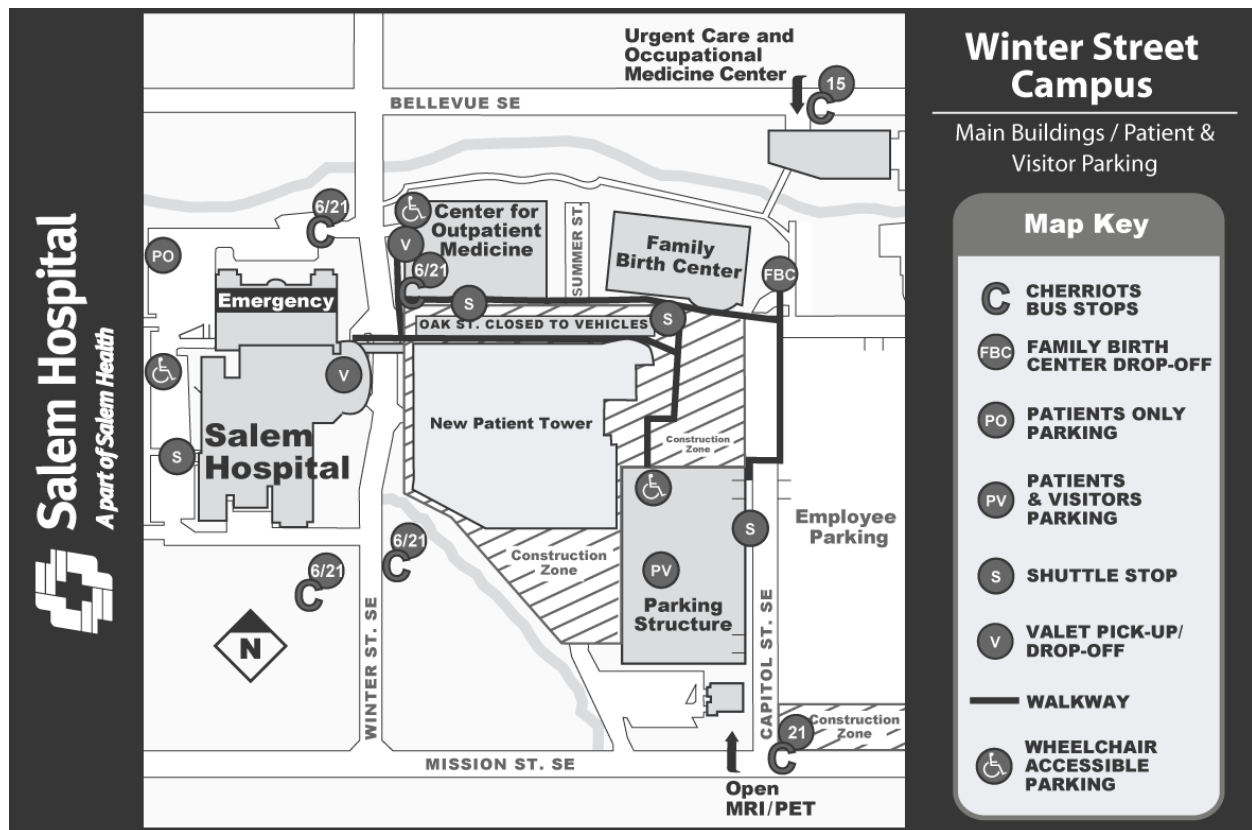 Salem Hospital
A part of Salem Health
Urgent Care and
Occupational
Medicine Center
15
C
BELLEVUE SE
6/21
C
PO
Emergency
V
Salem
Hospital
S
Center for
Outpatient
Medicine
V
6/21
C
S
SUMMER ST.
Family
Birth Center
FBC
OAK ST. CLOSED TO VEHICLES
S
New Patient Tower
Construction
Zone
Employee
Parking
S
PV
Parking
Structure
Construction
Zone
6/21
C
6/21
C
N
WINTER ST. SE
CAPITOL ST. SE
21
C
Construction
Zone
MISSION ST. SE
Open
MRI/PET
Winter Street
Campus
Main Buildings / Patient &
Visitor Parking
Map Key
C CHERRIOTS
BUS STOPS
FBC FAMILY BIRTH
CENTER DROP-OFF
PO PATIENTS ONLY
PARKING
PV PATIENTS
& VISITORS
PARKING
S SHUTTLE STOP
V VALET PICK-UP/
DROP-OFF
WALKWAY
WHEELCHAIR
ACCESSIBLE
PARKING